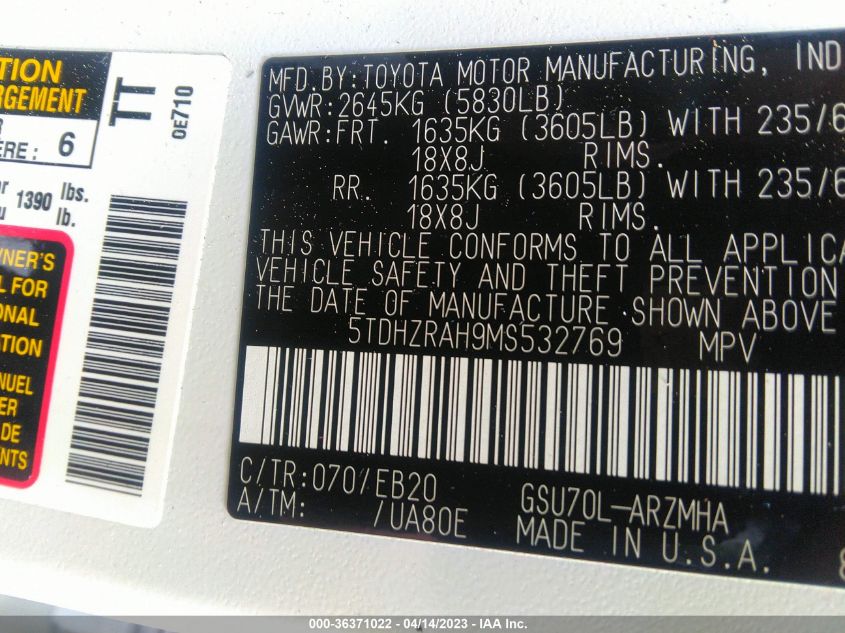 TION
RGEMENT
ERE: 6
1390 lbs.
lb.
WNER'S
L FOR
ONAL
ATION
NUEL
ER
DE
ENTS
TT
0E710
MFD.BY:TOYOTA MOTOR MANUFACTURING, IND
GVWR:2645KG (5830LB)
GAWR:FRT. 1635KG (3605LB) WITH 235/6
18X8J RIMS.
RR. 1635KG (3605LB) WITH 235/6
18X8J RIMS.
THIS VEHICLE CONFORMS TO ALL APPLICA
VEHICLE SAFETY AND THEFT PREVENTION
THE DATE OF MANUFACTURE SHOWN ABOVE
5TDHZRAH9MS532769 MPV
C/TR:070/EB20 GSU70L-ARZMHA
A/TM: /UA80E MADE IN U.S.A.
000-36371022 - 04/14/2023 - IAA Inc.